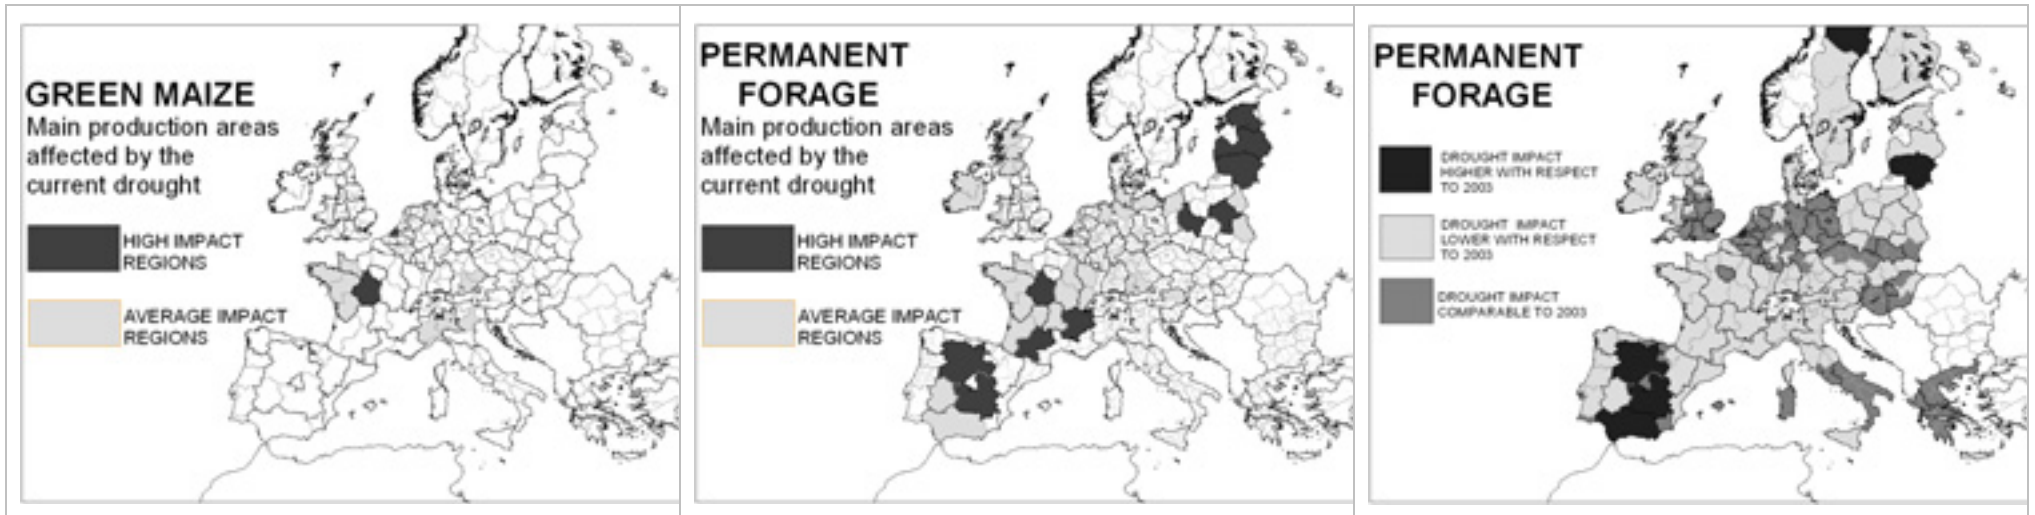 GREEN MAIZE
Main production areas
affected by the
current drought
HIGH IMPACT
REGIONS
AVERAGE IMPACT
REGIONS
PERMANENT
FORAGE
Main production areas
affected by the
current drought
HIGH IMPACT
REGIONS
AVERAGE IMPACT
REGIONS
PERMANENT
FORAGE
DROUGHT IMPACT
HIGHER WITH RESPECT
TO 2003
DROUGHT IMPACT
LOWER WITH RESPECT
TO 2003
DROUGHT IMPACT
COMPARABLE TO 2003